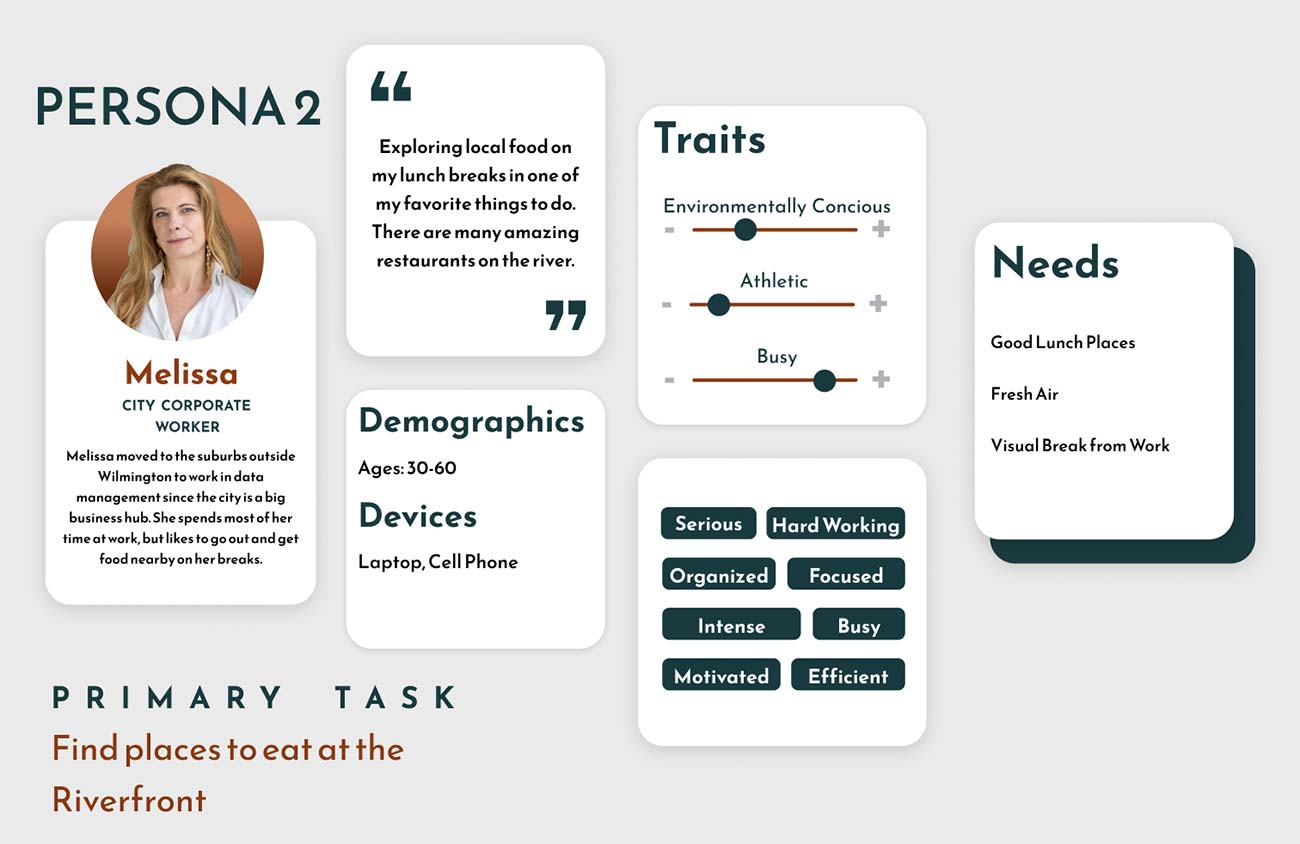 PERSONA 2
Melissa
CITY CORPORATE
WORKER
Melissa moved to the suburbs outside
Wilmington to work in data
management since the city is a big
business hub. She spends most of her
time at work, but likes to go out and get
food nearby on her breaks.
“
Exploring local food on
my lunch breaks in one of
my favorite things to do.
There are many amazing
restaurants on the river.
”
Demographics
Ages: 30-60
Devices
Laptop, Cell Phone
Traits
Environmentally Concious
- +
Athletic
- +
Busy
- +
Serious Hard Working
Organized Focused
Intense Busy
Motivated Efficient
Needs
Good Lunch Places
Fresh Air
Visual Break from Work
PRIMARY TASK
Find places to eat at the
Riverfront